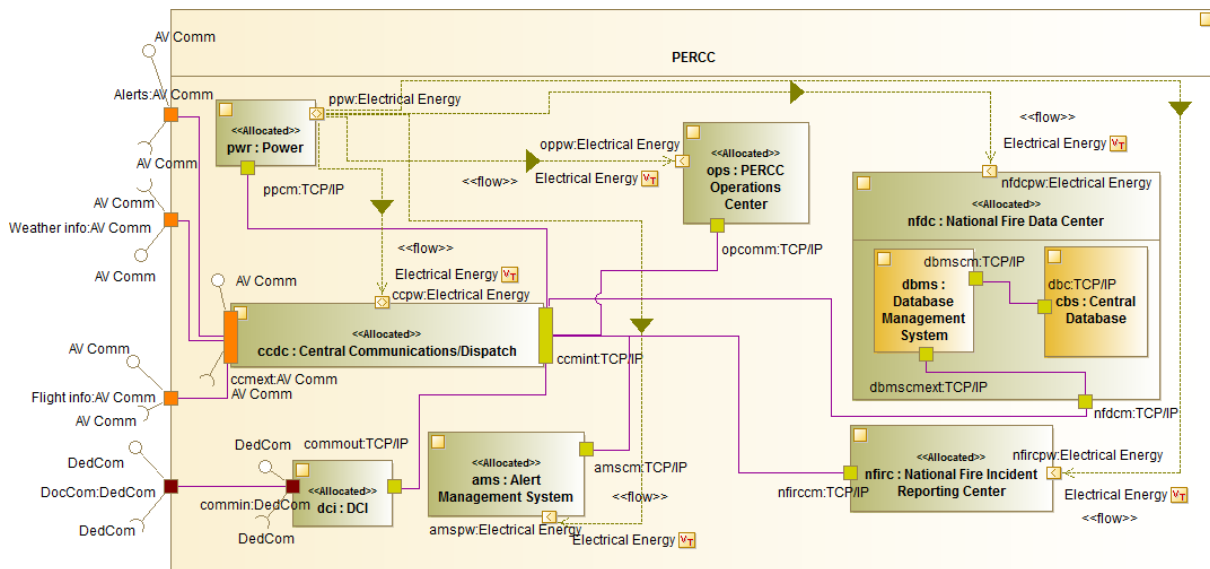 PERCC
AV Comm
Alerts:AV Comm
AV Comm
AV Comm
Weather info:AV Comm
AV Comm
AV Comm
Flight info:AV Comm
AV Comm
DedCom
DocCom:DedCom
DedCom
<<Allocated>>
pwr : Power
ppw:Electrical Energy
ppcm:TCP/IP
<<flow>>
Electrical Energy
VT
oppw:Electrical Energy
<<flow>>
Electrical Energy
VT
<<Allocated>>
ops : PERCC
Operations
Center
opcomm:TCP/IP
<<flow>>
Electrical Energy
VT
nfdcpw:Electrical Energy
<<Allocated>>
nfdc : National Fire Data Center
dbmscm:TCP/IP
dbms :
Database
Management
System
dbc:TCP/IP
cbs : Central
Database
dbmscmext:TCP/IP
nfdcm:TCP/IP
AV Comm
ccpw:Electrical Energy
<<Allocated>>
ccdc : Central Communications/Dispatch
ccmint:TCP/IP
ccmext:AV Comm
AV Comm
DedCom
commout:TCP/IP
commin:DedCom
<<Allocated>>
dci : DCI
DedCom
<<Allocated>>
ams : Alert
Management System
amscm:TCP/IP
<<flow>>
amspw:Electrical Energy
Electrical Energy
VT
<<Allocated>>
nfirc : National Fire Incident
Reporting Center
nfircpw:Electrical Energy
nfirccm:TCP/IP
Electrical Energy
VT
<<flow>>